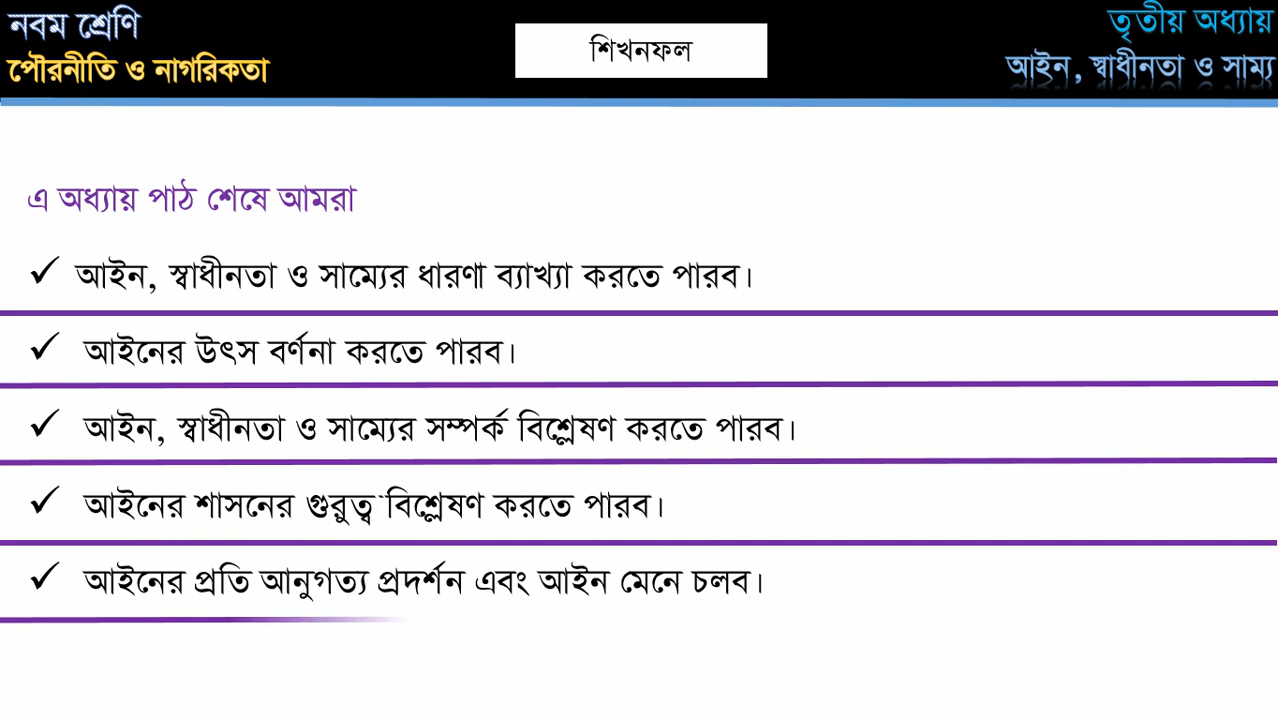 নবম শ্রেণি
পৌরনীতি ও নাগরিকতা
শিখনফল
তৃতীয় অধ্যায়
আইন, স্বাধীনতা ও সাম্য
এ অধ্যায় পাঠ শেষে আমরা
✓ আইন, স্বাধীনতা ও সাম্যের ধারণা ব্যাখ্যা করতে পারব।
✓ আইনের উৎস বর্ণনা করতে পারব।
✓ আইন, স্বাধীনতা ও সাম্যের সম্পর্ক বিশ্লেষণ করতে পারব।
✓ আইনের শাসনের গুরুত্ব বিশ্লেষণ করতে পারব।
✓ আইনের প্রতি আনুগত্য প্রদর্শন এবং আইন মেনে চলব।